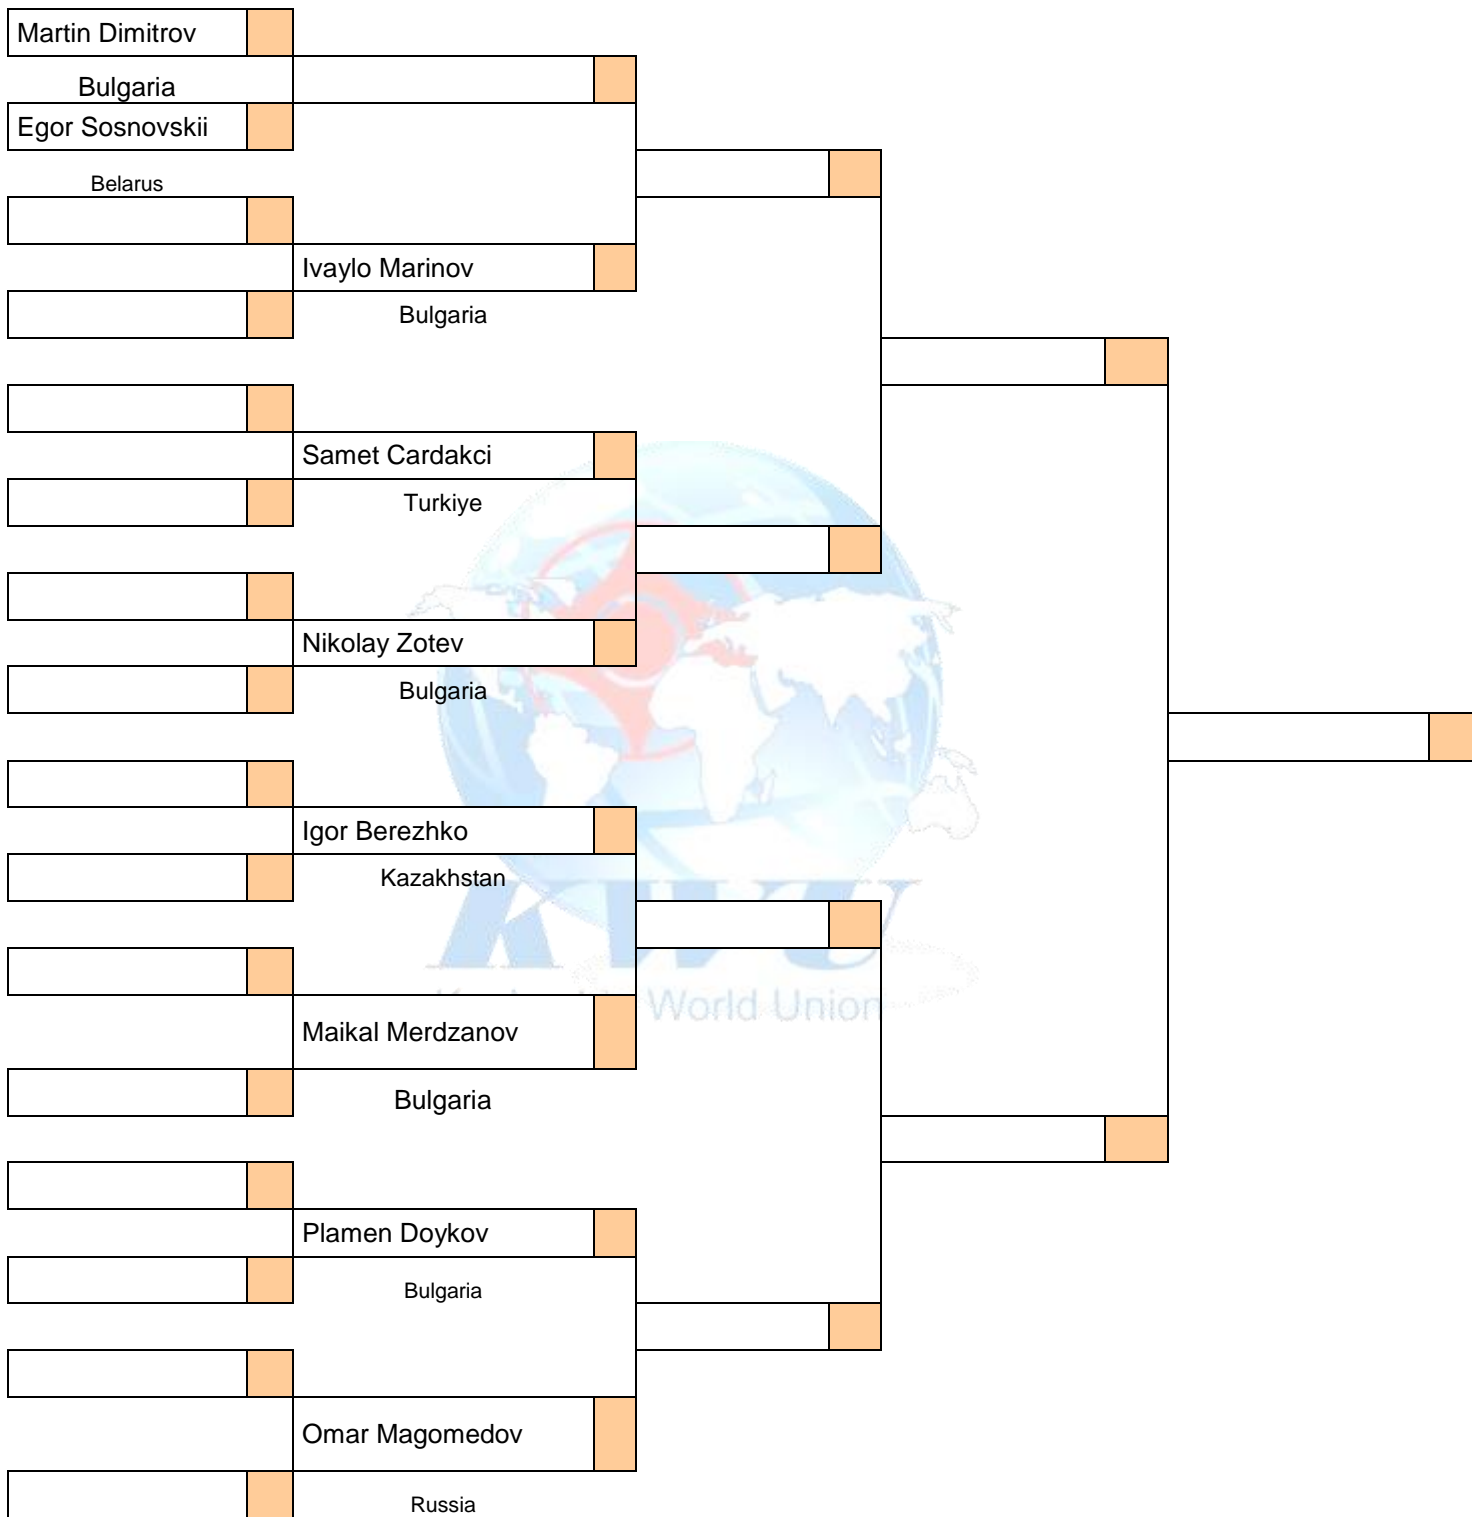 Martin Dimitrov
Bulgaria
Egor Sosnovskii
Belarus
Ivaylo Marinov
Bulgaria
Samet Cardakci
Turkiye
Nikolay Zotev
Bulgaria
Igor Berezhko
Kazakhstan
KWU
World Union
Maikal Merdzanov
Bulgaria
Plamen Doykov
Bulgaria
Omar Magomedov
Russia